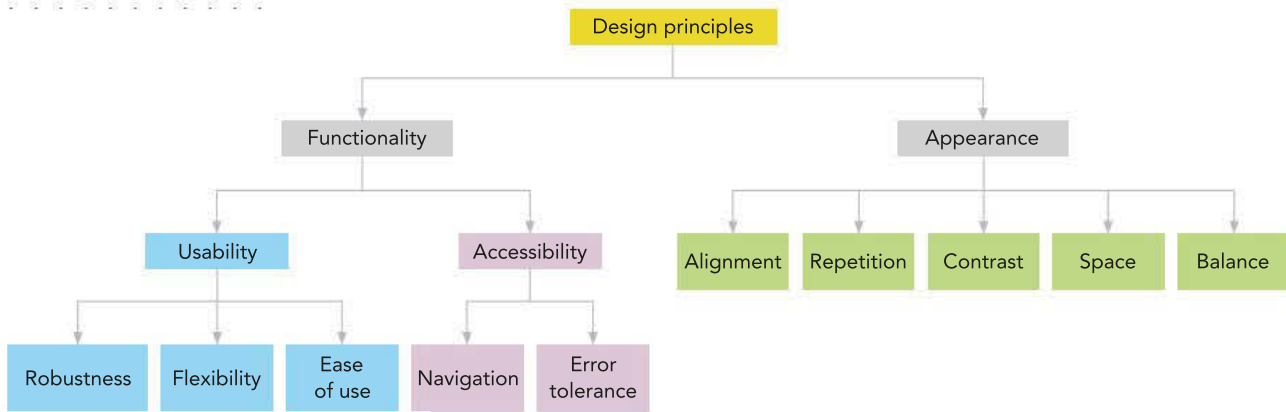 Design principles
Functionality
Appearance
Usability
Accessibility
Alignment
Repetition
Contrast
Space
Balance
Robustness
Flexibility
Ease
of use
Navigation
Error
tolerance